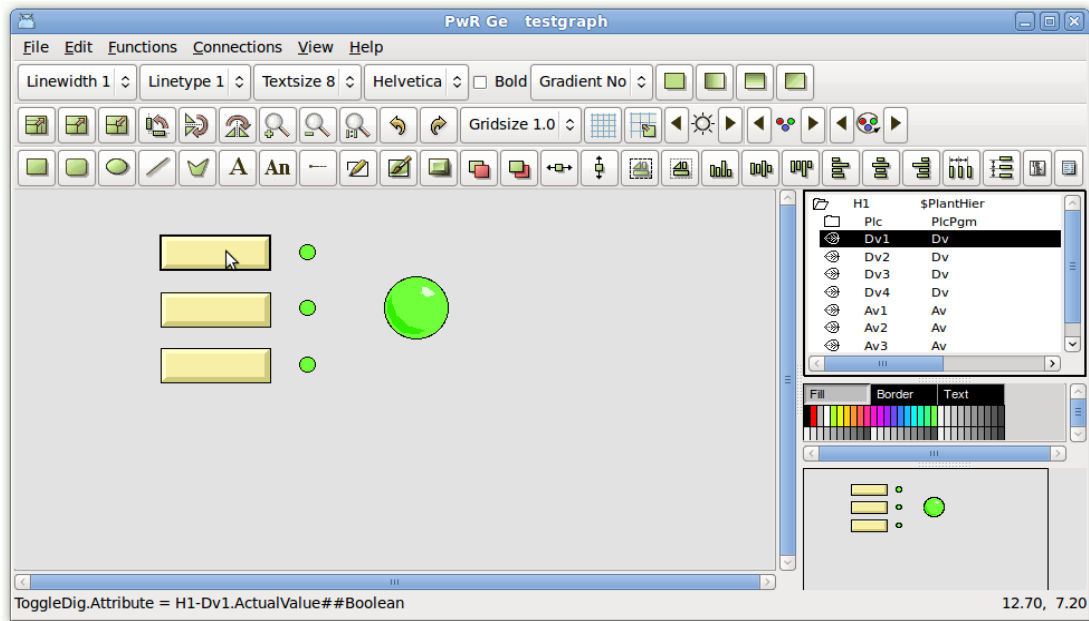 PwR Ge testgraph
File Edit Functions Connections View Help
Linewidth 1 Linetype 1 Textsize 8 Helvetica Bold Gradient No
Gridsize 1.0
A An
H1 $PlantHier
Plc PlcPgm
Dv1 Dv
Dv2 Dv
Dv3 Dv
Dv4 Dv
Av1 Av
Av2 Av
Av3 Av
Fill Border Text
ToggleDig.Attribute = H1-Dv1.ActualValue##Boolean 12.70, 7.20